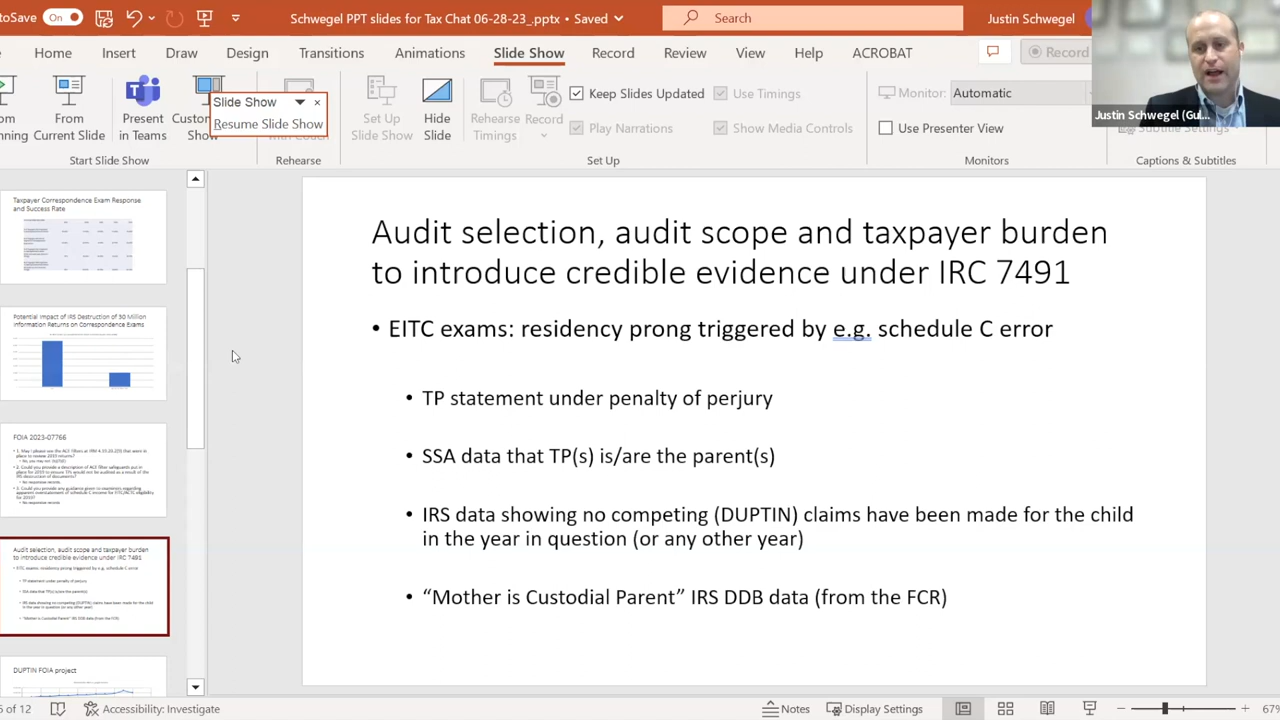 toSave On Schwegel PPT slides for Tax Chat 06-28-23_.pptx • Saved Search Justin Schwegel
Home Insert Draw Design Transitions Animations Slide Show Record Review View Help ACROBAT Record
From Current Slide
Present in Teams
Slide Show
Resume Slide Show
Set Up Slide Show
Hide Slide
Rehearse Timings
Record
Keep Slides Updated Use Timings
Play Narrations Show Media Controls
Monitor: Automatic
Use Presenter View
Start Slide Show Rehearse Set Up Monitors Captions & Subtitles
Justin Schwegel (Gul...
Taxpayer Correspondence Exam Response
and Success Rate
Potential Impact of IRS Destruction of 30 Million
Information Returns on Correspondence Exams
FOIA 2023-07766
Audit selection, audit scope and taxpayer burden
to introduce credible evidence under IRC 7491
DUPTIN FOIA project
Audit selection, audit scope and taxpayer burden
to introduce credible evidence under IRC 7491
• EITC exams: residency prong triggered by e.g. schedule C error
• TP statement under penalty of perjury
• SSA data that TP(s) is/are the parent(s)
• IRS data showing no competing (DUPTIN) claims have been made for the child
in the year in question (or any other year)
• “Mother is Custodial Parent” IRS DDB data (from the FCR)
of 12 Accessibility: Investigate Notes Display Settings 67%